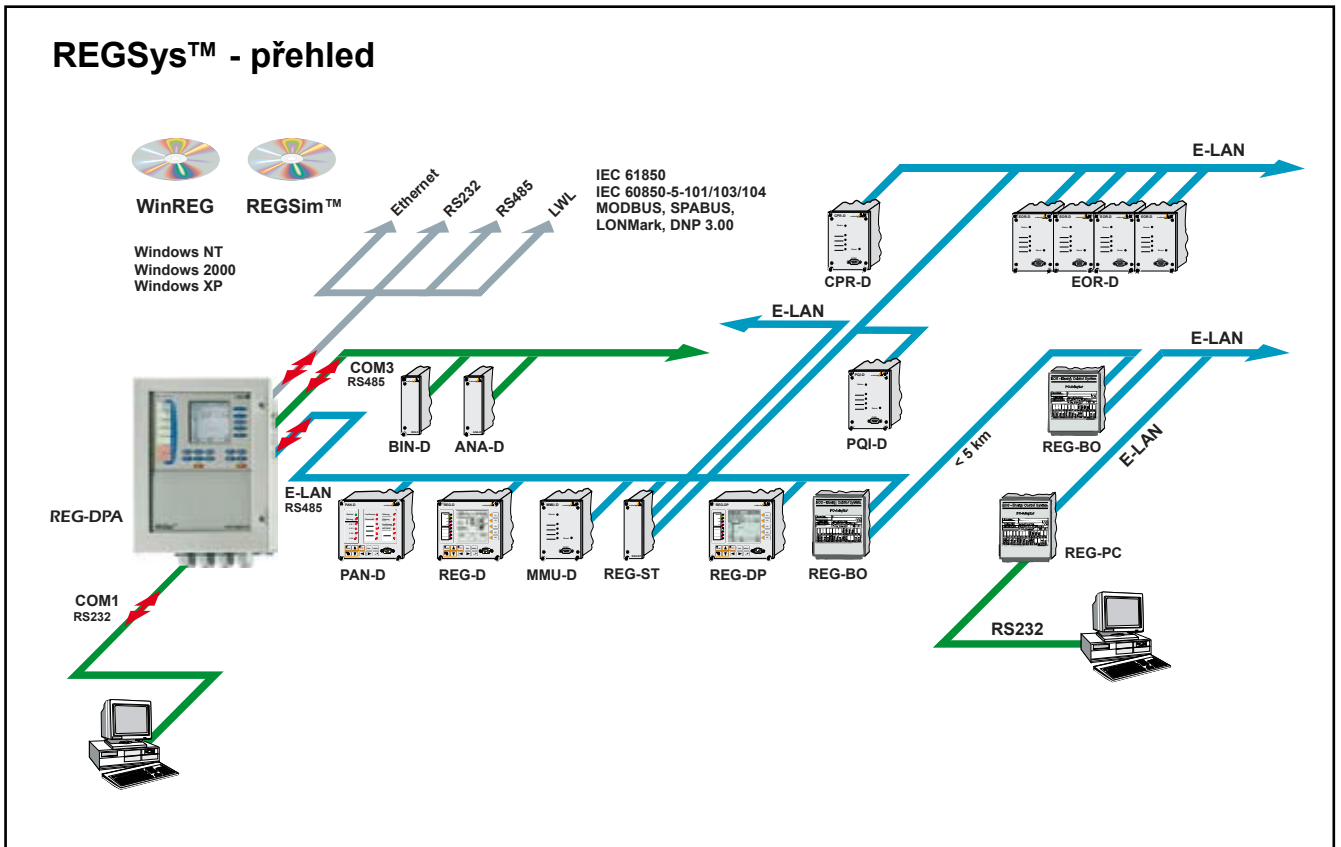 REGSys™ - přehled
WinREG
REGSim™
Windows NT
Windows 2000
Windows XP
Ethernet
RS232
RS485
LWL
IEC 61850
IEC 60850-5-101/103/104
MODBUS, SPABUS,
LONMark, DNP 3.00
E-LAN
CPR-D
EOR-D
E-LAN
E-LAN
COM3
RS485
BIN-D
ANA-D
PQI-D
REG-BO
< 5 km
E-LAN
REG-DPA
E-LAN
RS485
PAN-D
REG-D
MMU-D
REG-ST
REG-DP
REG-BO
REG-PC
COM1
RS232
RS232